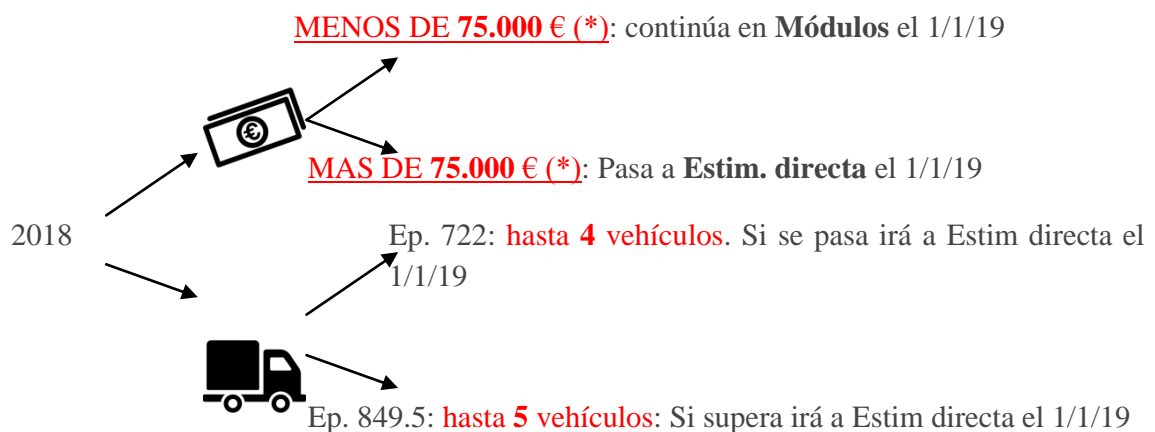 MENOS DE 75.000 € (*): continúa en Módulos el 1/1/19
€
MAS DE 75.000 € (*): Pasa a Estim. directa el 1/1/19
2018
Ep. 722: hasta 4 vehículos. Si se pasa irá a Estim directa el
1/1/19
Ep. 849.5: hasta 5 vehículos: Si supera irá a Estim directa el 1/1/19